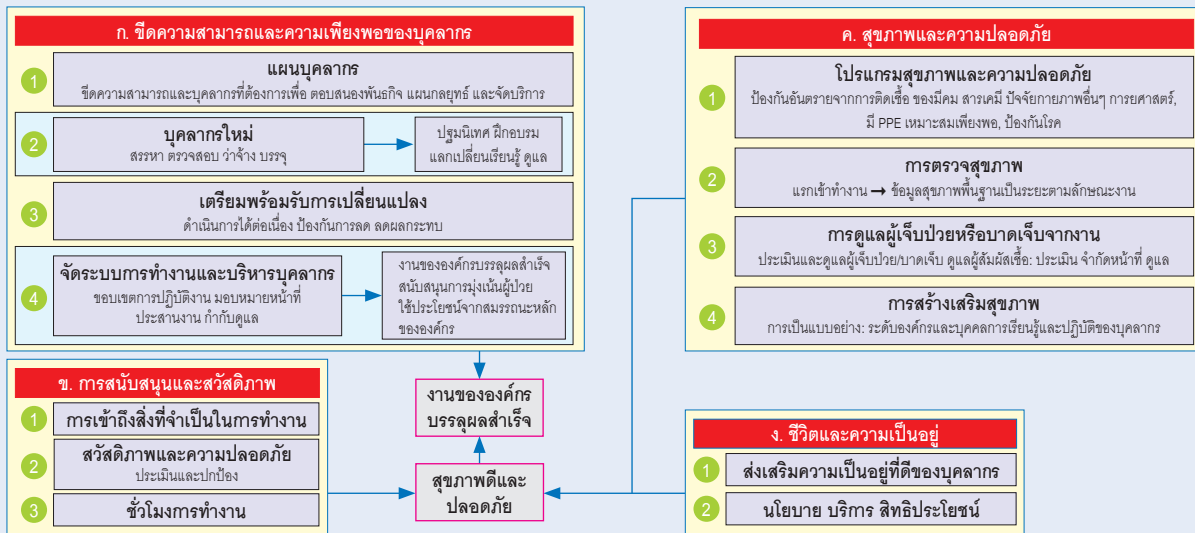 ก. ขีดความสามารถและความเพียงพอของบุคลากร
1
แผนบุคลากร
ขีดความสามารถและบุคลากรที่ต้องการเพื่อ ตอบสนองพันธกิจ แผนกลยุทธ์ และจัดบริการ
2
บุคลากรใหม่
สรรหา ตรวจสอบ ว่าจ้าง บรรจุ
ปฐมนิเทศ ฝึกอบรม
แลกเปลี่ยนเรียนรู้ ดูแล
3
เตรียมพร้อมรับการเปลี่ยนแปลง
ดำเนินการได้ต่อเนื่อง ป้องกันการลด ลดผลกระทบ
4
จัดระบบการทำงานและบริหารบุคลากร
ขอบเขตการปฏิบัติงาน มอบหมายหน้าที่
ประสานงาน กำกับดูแล
งานขององค์กรบรรลุผลสำเร็จ
สนับสนุนการมุ่งเน้นผู้ป่วย
ใช้ประโยชน์จากสมรรถนะหลัก
ขององค์กร
ข. การสนับสนุนและสวัสดิภาพ
1
การเข้าถึงสิ่งที่จำเป็นในการทำงาน
2
สวัสดิภาพและความปลอดภัย
ประเมินและปกป้อง
3
ชั่วโมงการทำงาน
งานขององค์กร
บรรลุผลสำเร็จ
สุขภาพดีและ
ปลอดภัย
ค. สุขภาพและความปลอดภัย
1
โปรแกรมสุขภาพและความปลอดภัย
ป้องกันอันตรายจากการติดเชื้อ ของมีคม สารเคมี ปัจจัยกายภาพอื่นๆ การยศาสตร์,
มี PPE เหมาะสมเพียงพอ, ป้องกันโรค
2
การตรวจสุขภาพ
แรกเข้าทำงาน → ข้อมูลสุขภาพพื้นฐานเป็นระยะตามลักษณะงาน
3
การดูแลผู้เจ็บป่วยหรือบาดเจ็บจากงาน
ประเมินและดูแลผู้เจ็บป่วย/บาดเจ็บ ดูแลผู้สัมผัสเชื้อ: ประเมิน จำกัดหน้าที่ ดูแล
4
การสร้างเสริมสุขภาพ
การเป็นแบบอย่าง: ระดับองค์กรและบุคคลการเรียนรู้และปฏิบัติของบุคลากร
ง. ชีวิตและความเป็นอยู่
1
ส่งเสริมความเป็นอยู่ที่ดีของบุคลากร
2
นโยบาย บริการ สิทธิประโยชน์